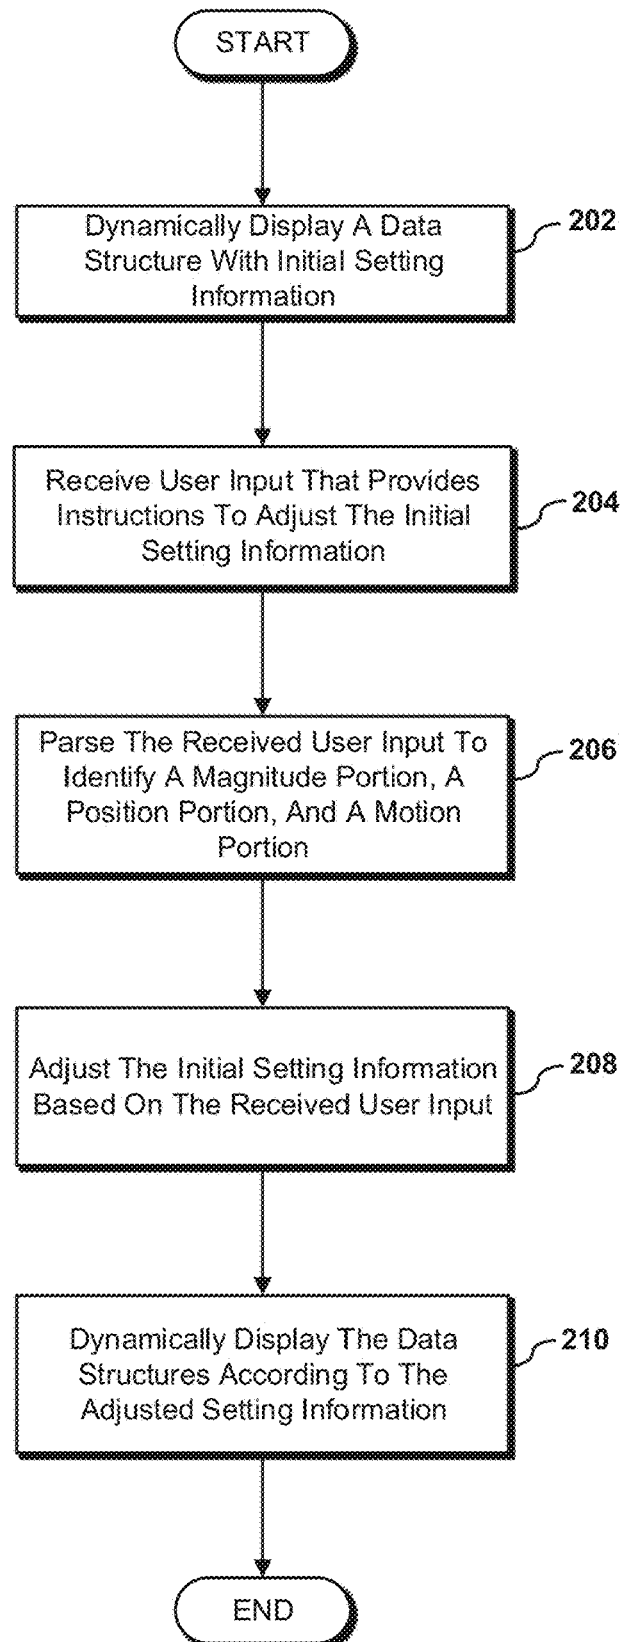 START
Dynamically Display A Data
Structure With Initial Setting
Information
202
Receive User Input That Provides
Instructions To Adjust The Initial
Setting Information
204
Parse The Received User Input To
Identify A Magnitude Portion, A
Position Portion, And A Motion
Portion
206
Adjust The Initial Setting Information
Based On The Received User Input
208
Dynamically Display The Data
Structures According To The
Adjusted Setting Information
210
END